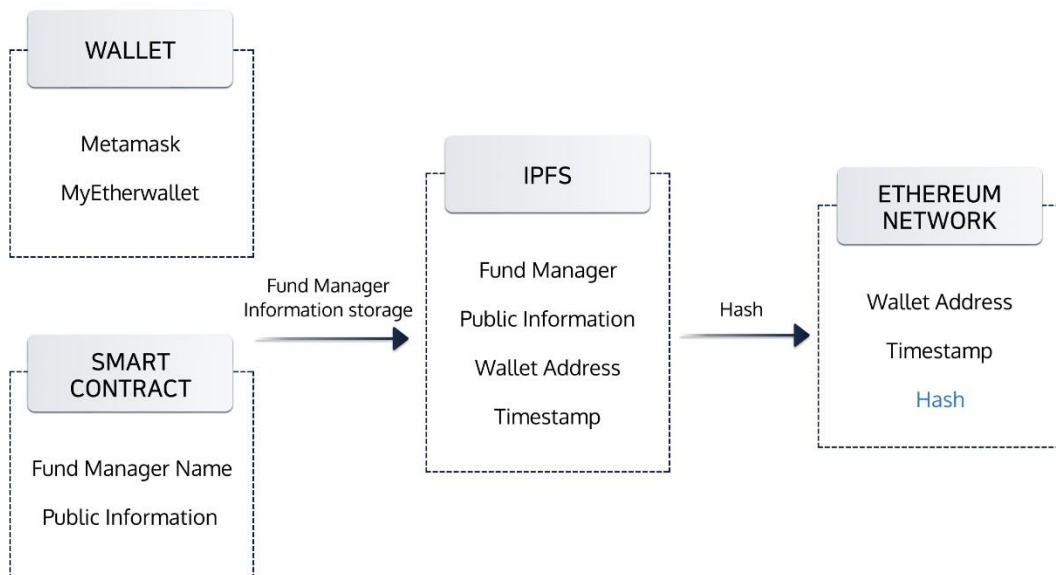 WALLET
Metamask
MyEtherwallet
SMART
CONTRACT
Fund Manager Name
Public Information
Fund Manager
Information storage
IPFS
Fund Manager
Public Information
Wallet Address
Timestamp
Hash
ETHEREUM
NETWORK
Wallet Address
Timestamp
Hash